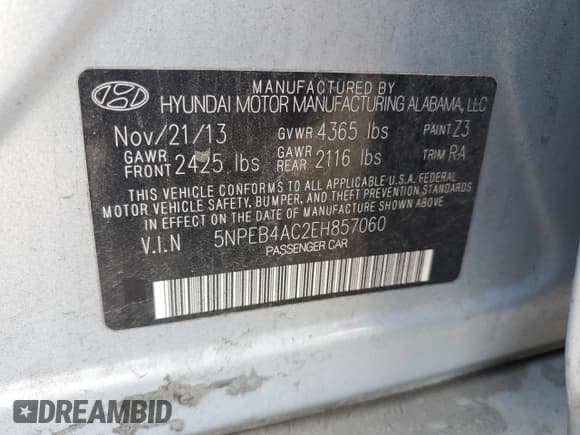 MANUFACTURED BY
HYUNDAI MOTOR MANUFACTURING ALABAMA, LLC
Nov/21/13 GVWR 4365 lbs PAINT Z3
GAWR FRONT 2425 lbs GAWR REAR 2116 lbs TRIM RA
THIS VEHICLE CONFORMS TO ALL APPLICABLE U.S.A. FEDERAL
MOTOR VEHICLE SAFETY, BUMPER, AND THEFT PREVENTION STANDARDS
IN EFFECT ON THE DATE OF MANUFACTURE SHOWN ABOVE.
V.I.N 5NPEB4AC2EH857060
PASSENGER CAR
DREAMBID